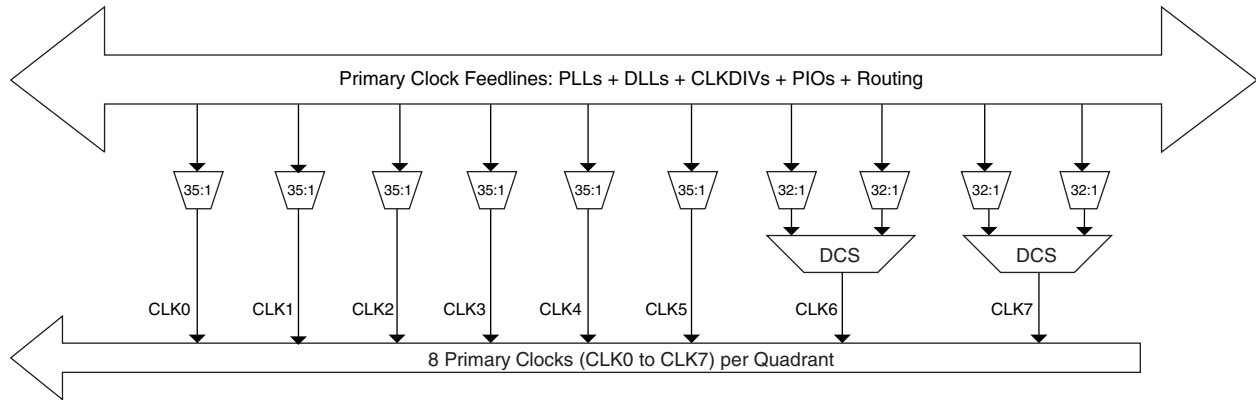 Primary Clock Feedlines: PLLs + DLLs + CLKDIVs + PIOs + Routing
35:1 35:1 35:1 35:1 35:1 35:1 32:1 32:1 32:1 32:1
DCS DCS
CLK0 CLK1 CLK2 CLK3 CLK4 CLK5 CLK6 CLK7
8 Primary Clocks (CLK0 to CLK7) per Quadrant